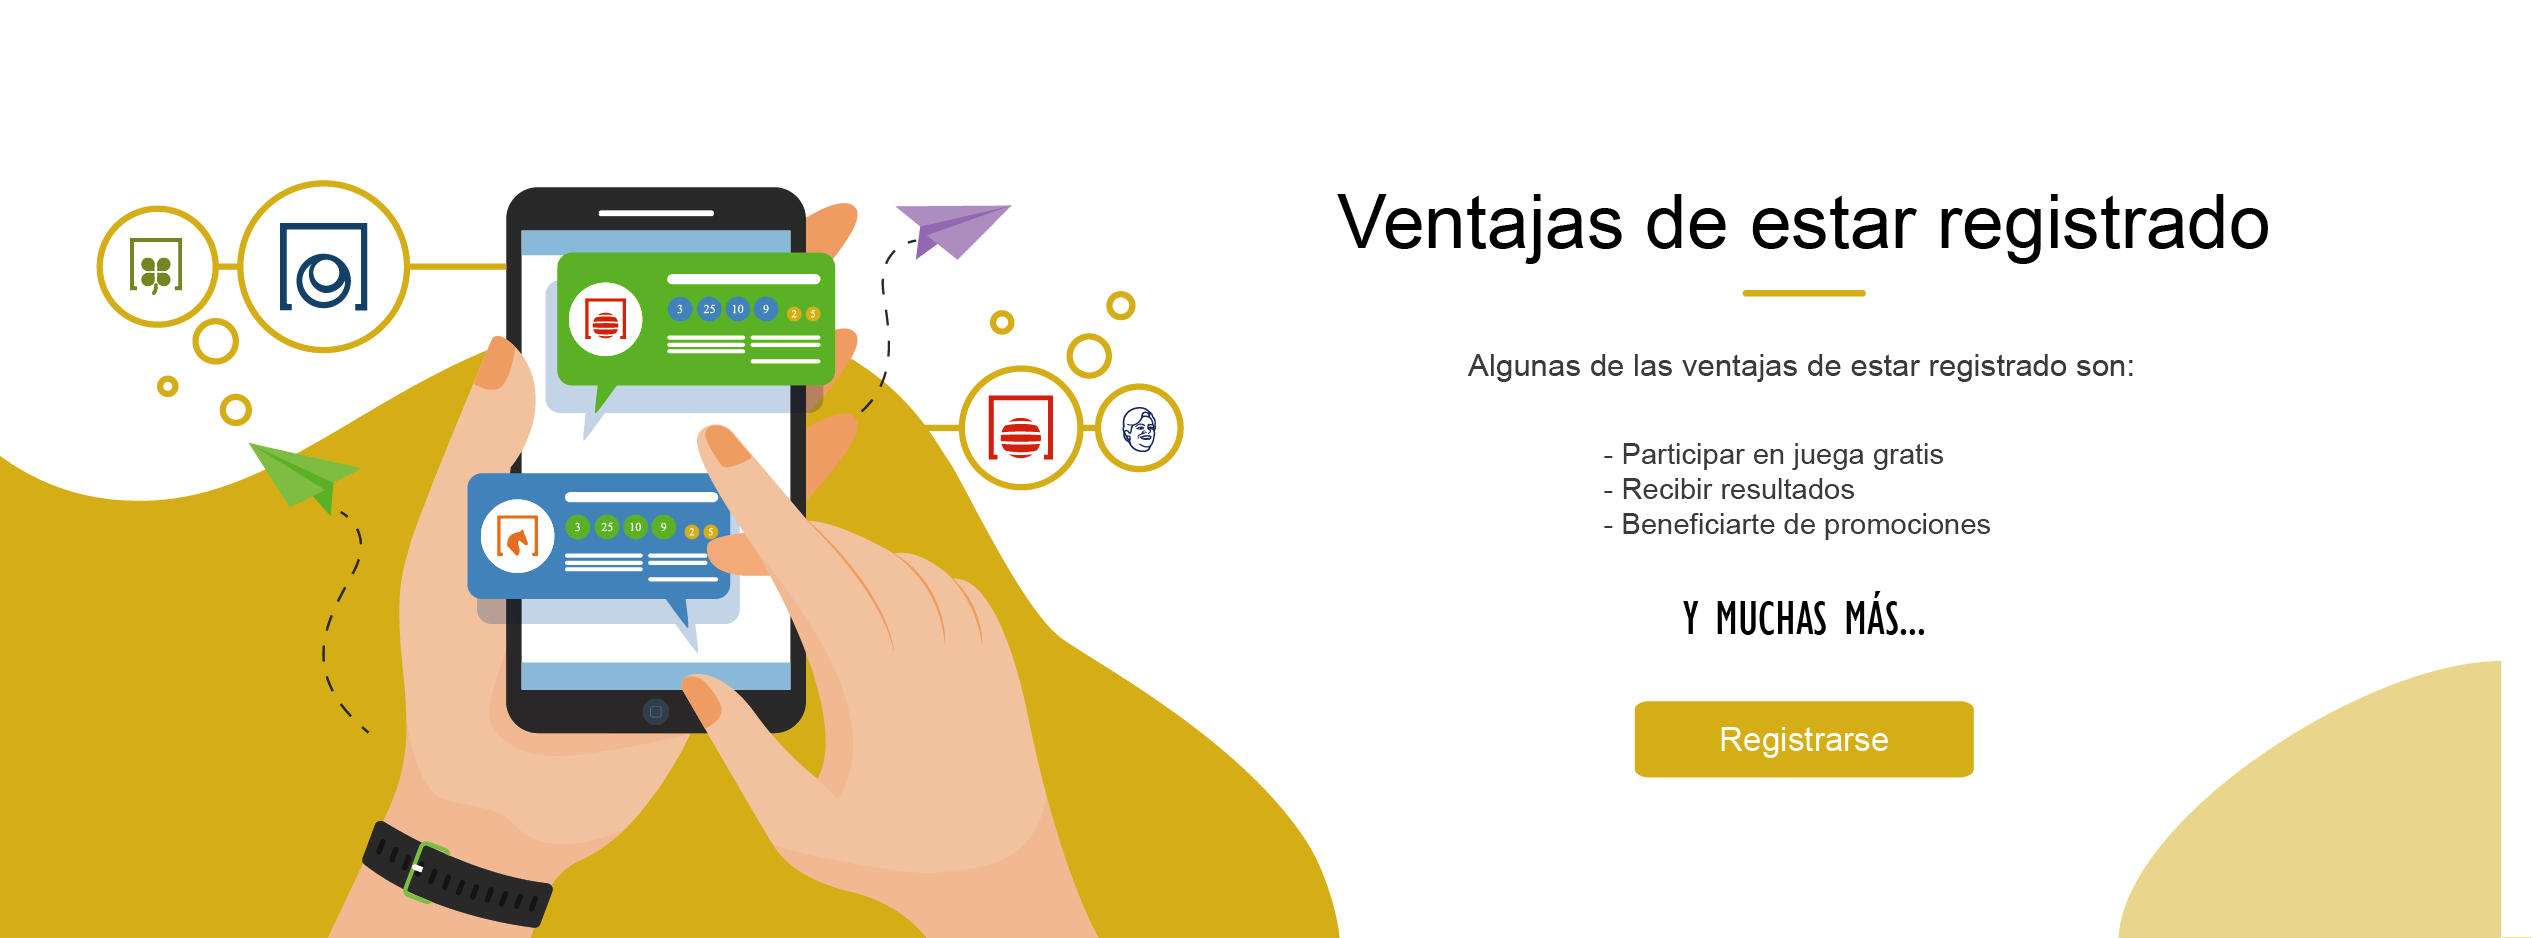 Ventajas de estar registrado
Algunas de las ventajas de estar registrado son:
- Participar en juega gratis
- Recibir resultados
- Beneficiarte de promociones
Y MUCHAS MÁS...
Registrarse
3 25 10 9 2 5
3 25 10 9 2 5